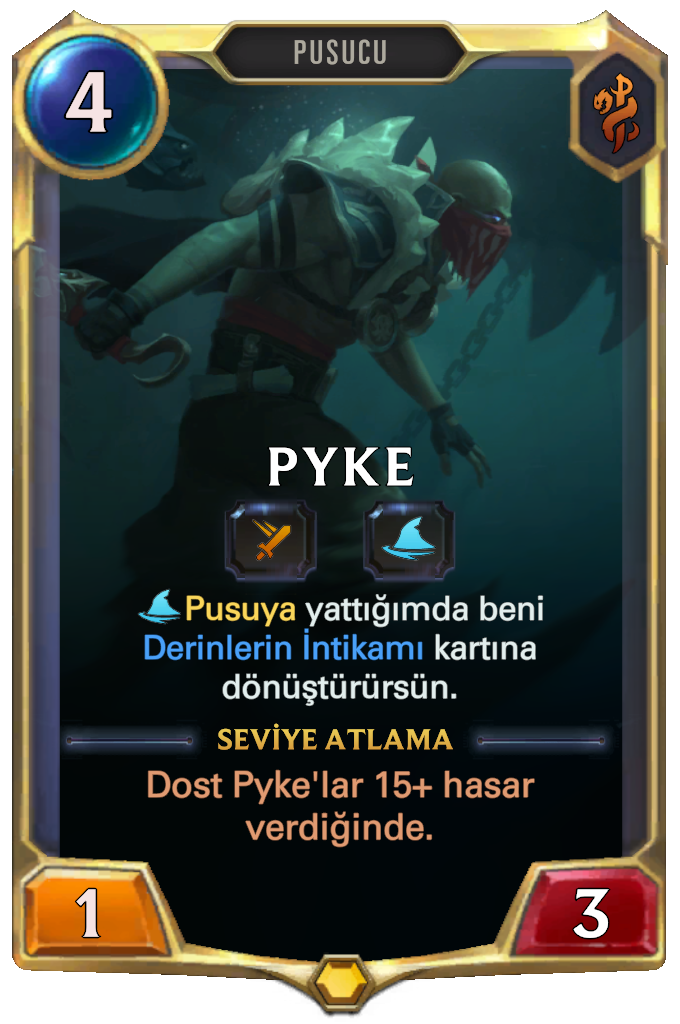 4
PUSUCU
PYKE
Pusuya yattığımda beni
Derinlerin İntikamı kartına
dönüştürürsün.
SEVİYE ATLAMA
Dost Pyke'lar 15+ hasar
verdiğinde.
1
3